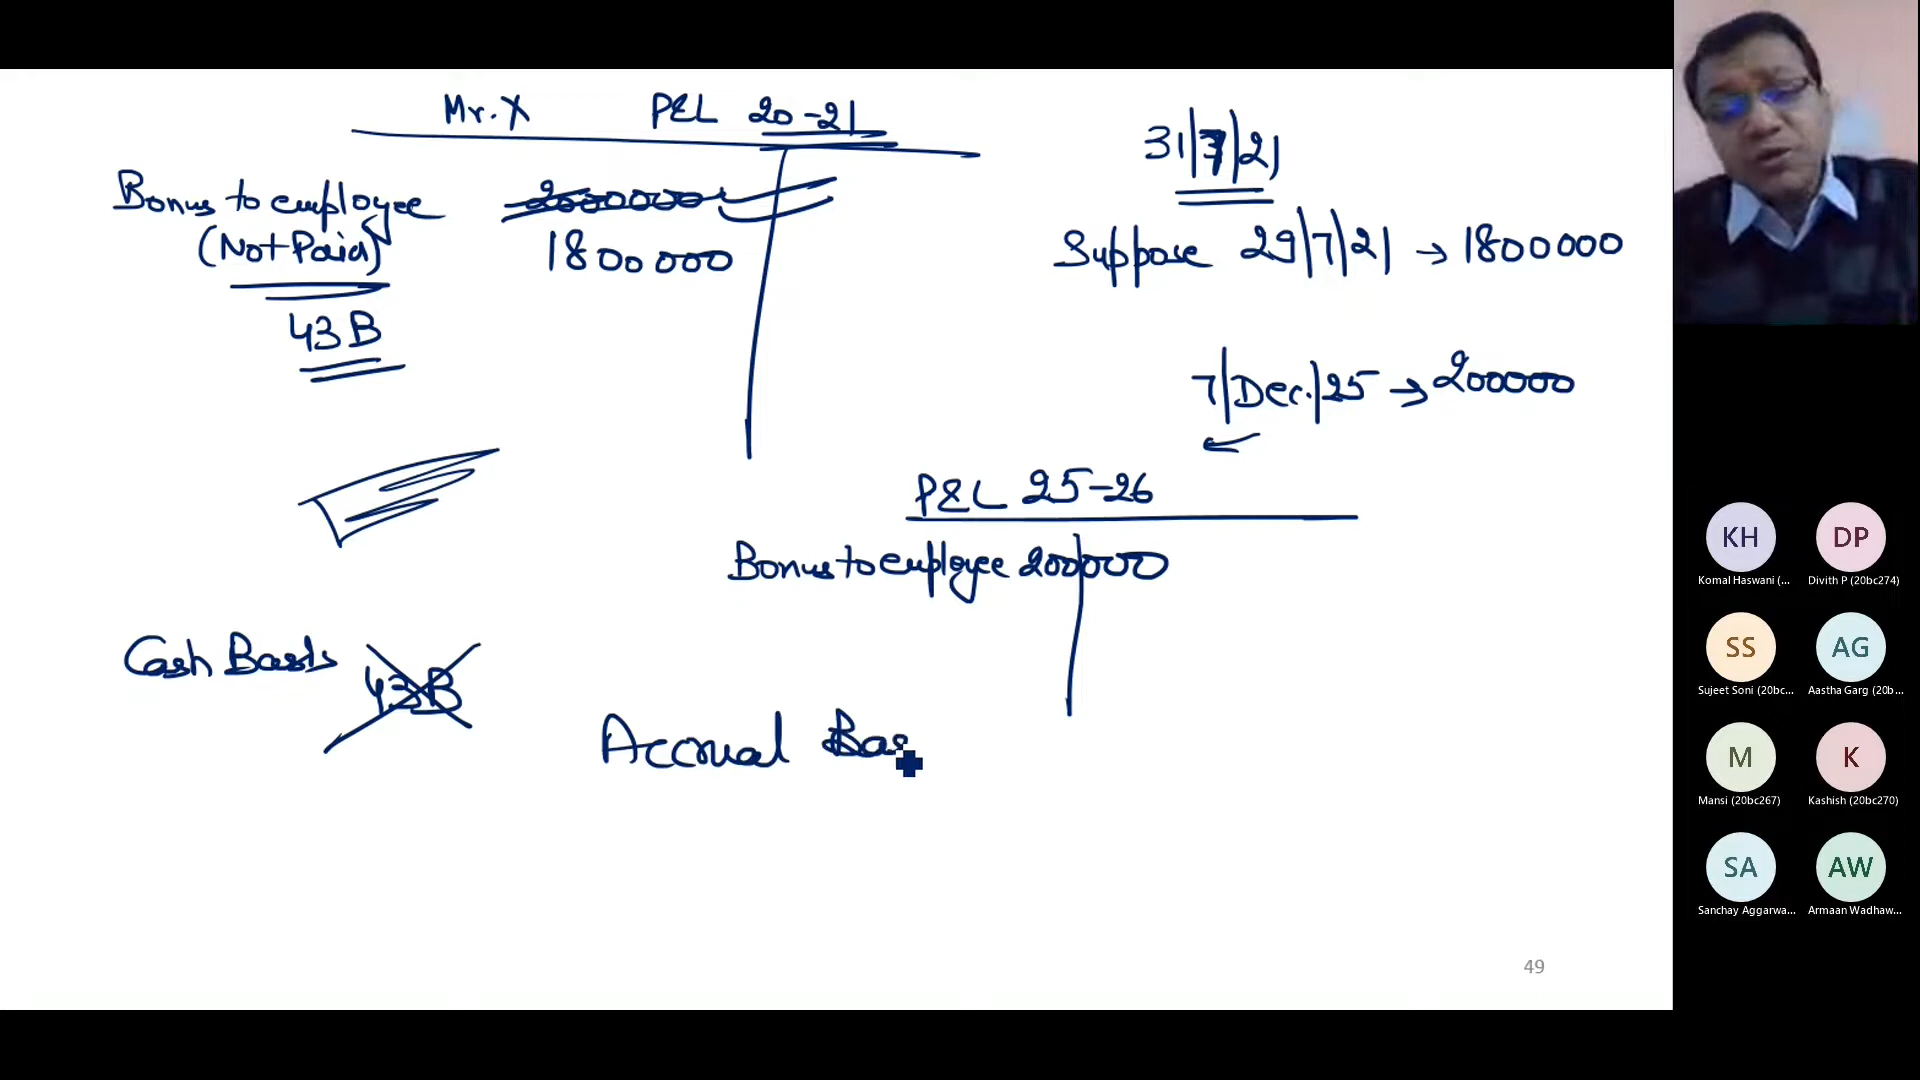 Mr. X P&L 20-21
Bonus to employee 2000000
(Not Paid) 1800000
43B
31/7/21
Suppose 29/7/21 → 1800000
7/Dec./25 → 200000
P&L 25-26
Bonus to employee 200000
Cash Basis 43B
Accrual Bas
49
KH DP
Komal Haswani (... Divith P (20bc274)
SS AG
Sujeet Soni (20bc... Aastha Garg (20b...
M K
Mansi (20bc267) Kashish (20bc270)
SA AW
Sanchay Aggarwa... Armaan Wadhaw...